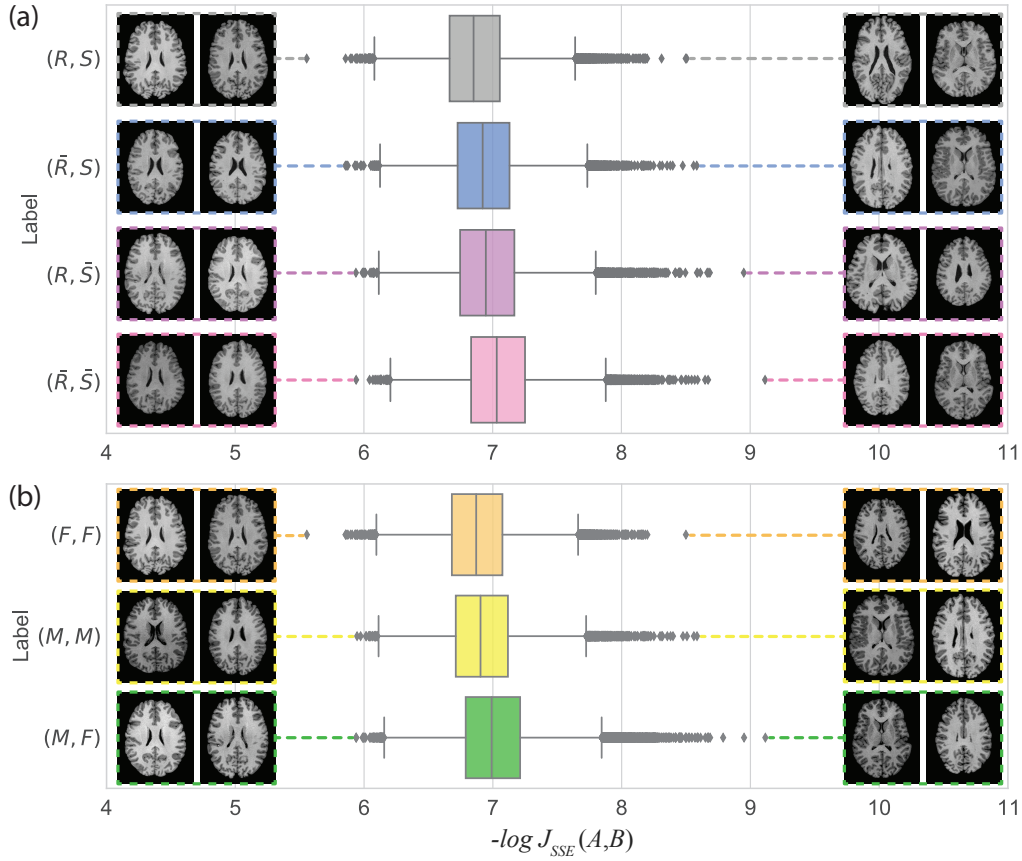 (a)
(R, S)
(R̄, S)
(R, S̄)
(R̄, S̄)
Label
4 5 6 7 8 9 10 11
(b)
(F, F)
(M, M)
(M, F)
Label
4 5 6 7 8 9 10 11
-log J_SSE (A,B)